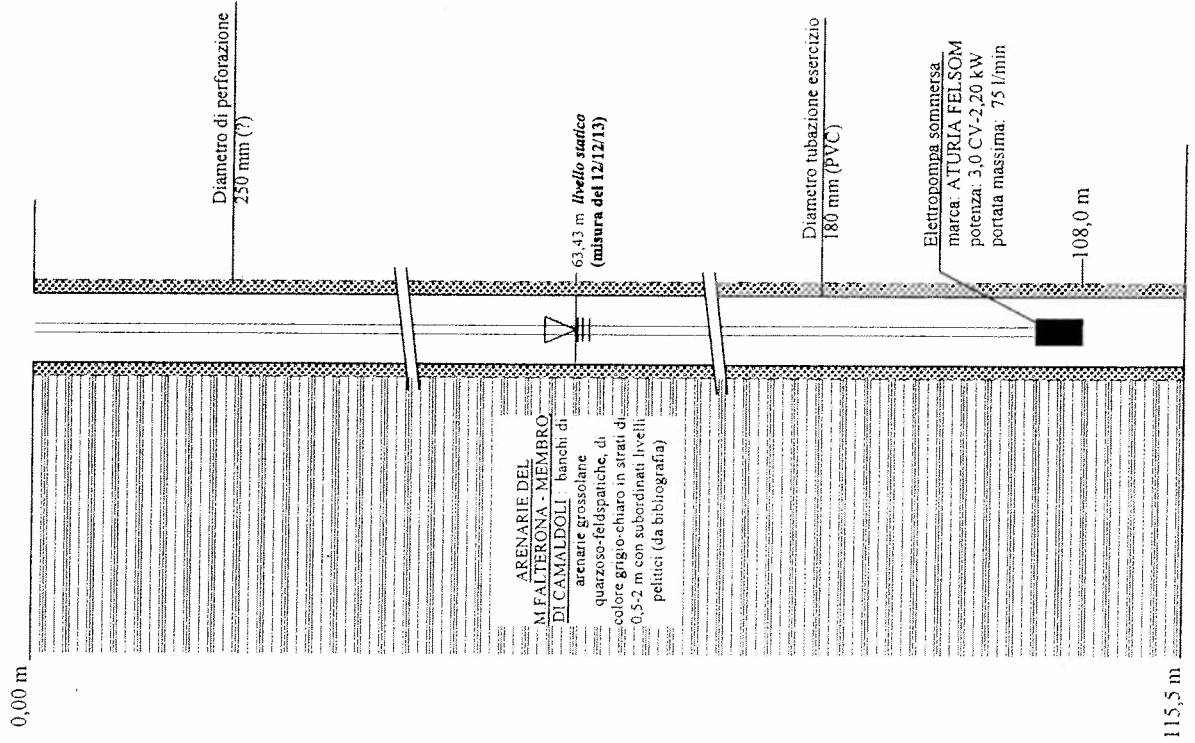 0,00 m
Diametro di perforazione
250 mm (?)
63,43 m livello statico
(misura del 12/12/13)
ARENARIE DEL
M.FALTERONA - MEMBRO
DI CAMALDOLI : banchi di
arenarie grossolane
quarzoso-feldspatiche, di
colore grigio-chiaro in strati di
0,5-2 m con subordinati livelli
pelitici (da bibliografia)
Diametro tubazione esercizio
180 mm (PVC)
Elettropompa sommersa
marca: ATURIA FELSOM
potenza: 3,0 CV-2,20 kW
portata massima: 75 l/min
108,0 m
115,5 m